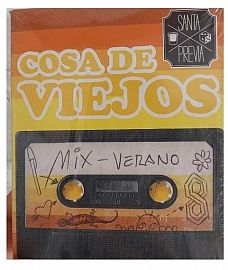 SANTA
PREVIA
COSA DE
VIEJOS
A
MIX - VERANO